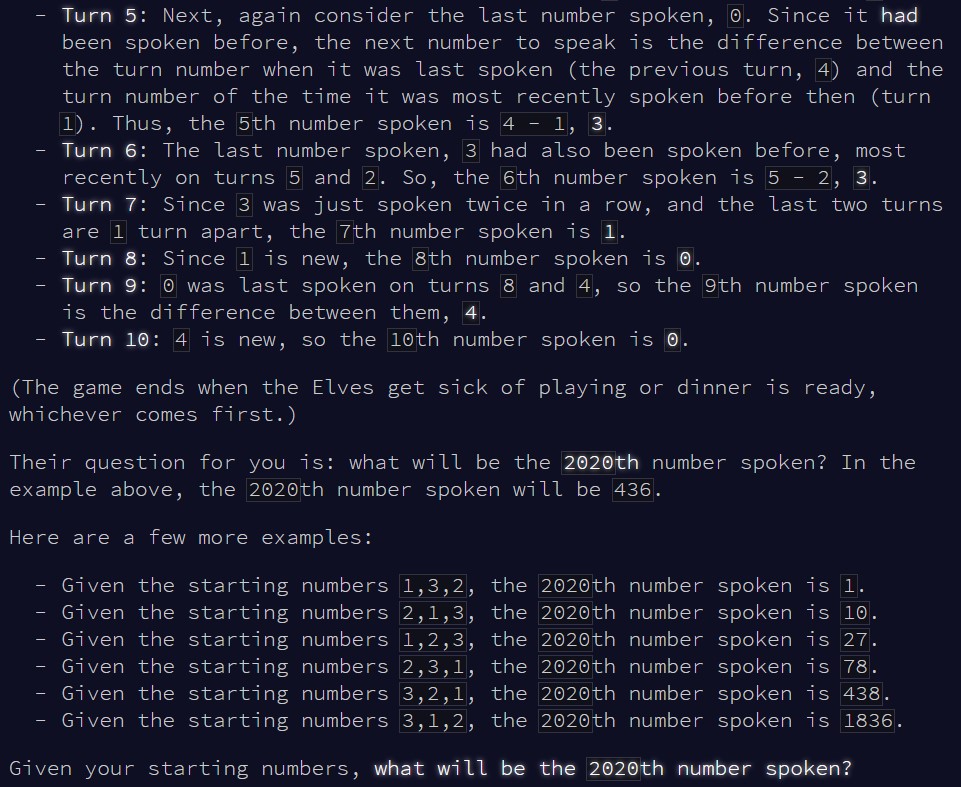 - Turn 5: Next, again consider the last number spoken, 0. Since it had
been spoken before, the next number to speak is the difference between
the turn number when it was last spoken (the previous turn, 4) and the
turn number of the time it was most recently spoken before then (turn
1). Thus, the 5th number spoken is 4 - 1, 3.
- Turn 6: The last number spoken, 3 had also been spoken before, most
recently on turns 5 and 2. So, the 6th number spoken is 5 - 2, 3.
- Turn 7: Since 3 was just spoken twice in a row, and the last two turns
are 1 turn apart, the 7th number spoken is 1.
- Turn 8: Since 1 is new, the 8th number spoken is 0.
- Turn 9: 0 was last spoken on turns 8 and 4, so the 9th number spoken
is the difference between them, 4.
- Turn 10: 4 is new, so the 10th number spoken is 0.
(The game ends when the Elves get sick of playing or dinner is ready,
whichever comes first.)
Their question for you is: what will be the 2020th number spoken? In the
example above, the 2020th number spoken will be 436.
Here are a few more examples:
- Given the starting numbers 1,3,2, the 2020th number spoken is 1.
- Given the starting numbers 2,1,3, the 2020th number spoken is 10.
- Given the starting numbers 1,2,3, the 2020th number spoken is 27.
- Given the starting numbers 2,3,1, the 2020th number spoken is 78.
- Given the starting numbers 3,2,1, the 2020th number spoken is 438.
- Given the starting numbers 3,1,2, the 2020th number spoken is 1836.
Given your starting numbers, what will be the 2020th number spoken?